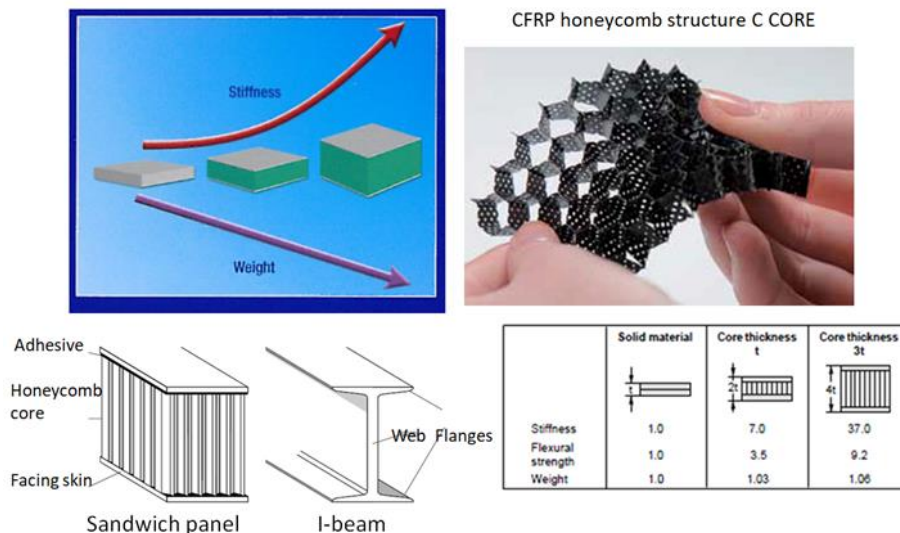 CFRP honeycomb structure C CORE
Stiffness
Weight
Adhesive
Honeycomb
core
Facing skin
Sandwich panel
Web Flanges
I-beam
Solid material Core thickness Core thickness
t 3t
t 2t 4t
Stiffness 1.0 7.0 37.0
Flexural
strength 1.0 3.5 9.2
Weight 1.0 1.03 1.06